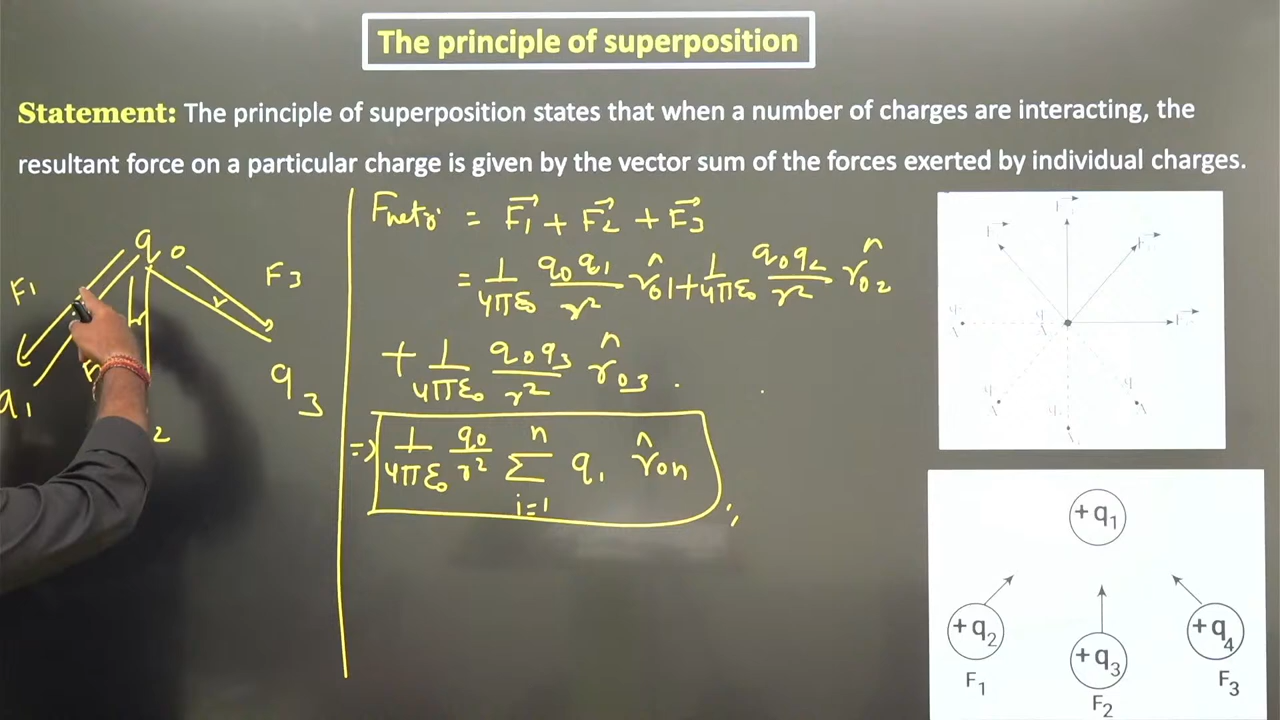 The principle of superposition
Statement: The principle of superposition states that when a number of charges are interacting, the
resultant force on a particular charge is given by the vector sum of the forces exerted by individual charges.
q0
F1
F3
q1
2
q3
Fnet = F⃗1 + F⃗2 + F⃗3
= 1/4πε0 q0q1/r² r̂01 + 1/4πε0 q0q2/r² r̂02
+ 1/4πε0 q0q3/r² r̂03 .
=> 1/4πε0 q0/r² n∑i=1 q1 r̂0n
+q1
+q2
+q3
+q4
F1
F2
F3